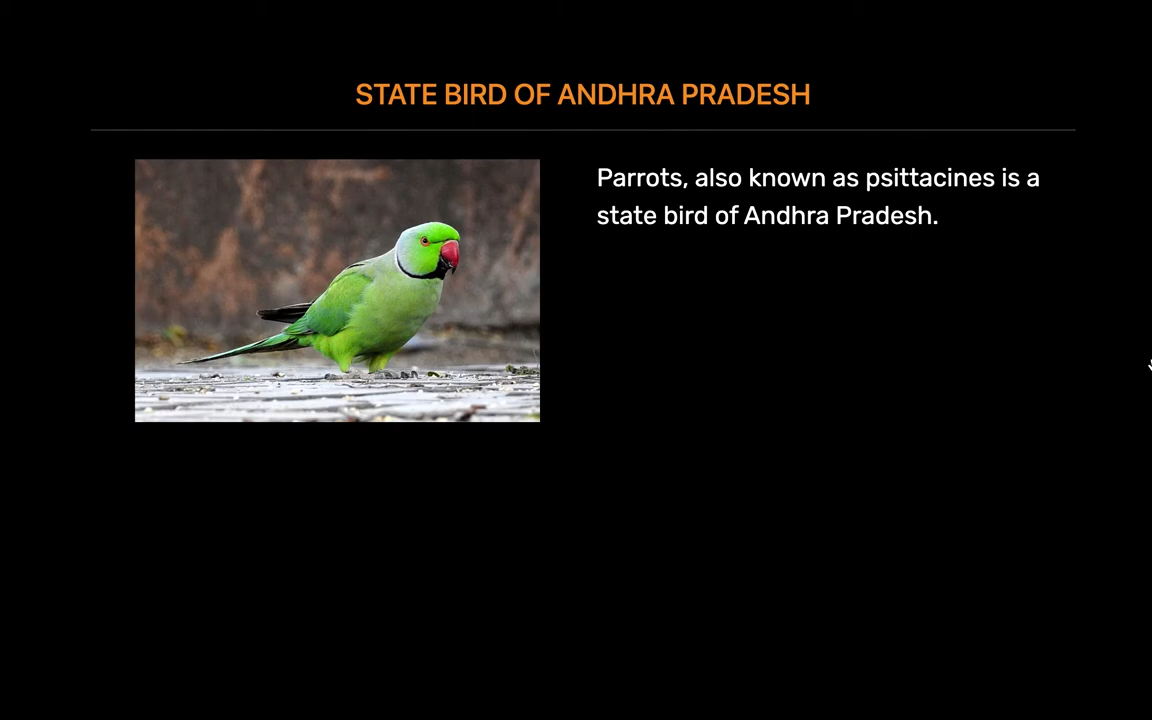 STATE BIRD OF ANDHRA PRADESH
Parrots, also known as psittacines is a
state bird of Andhra Pradesh.